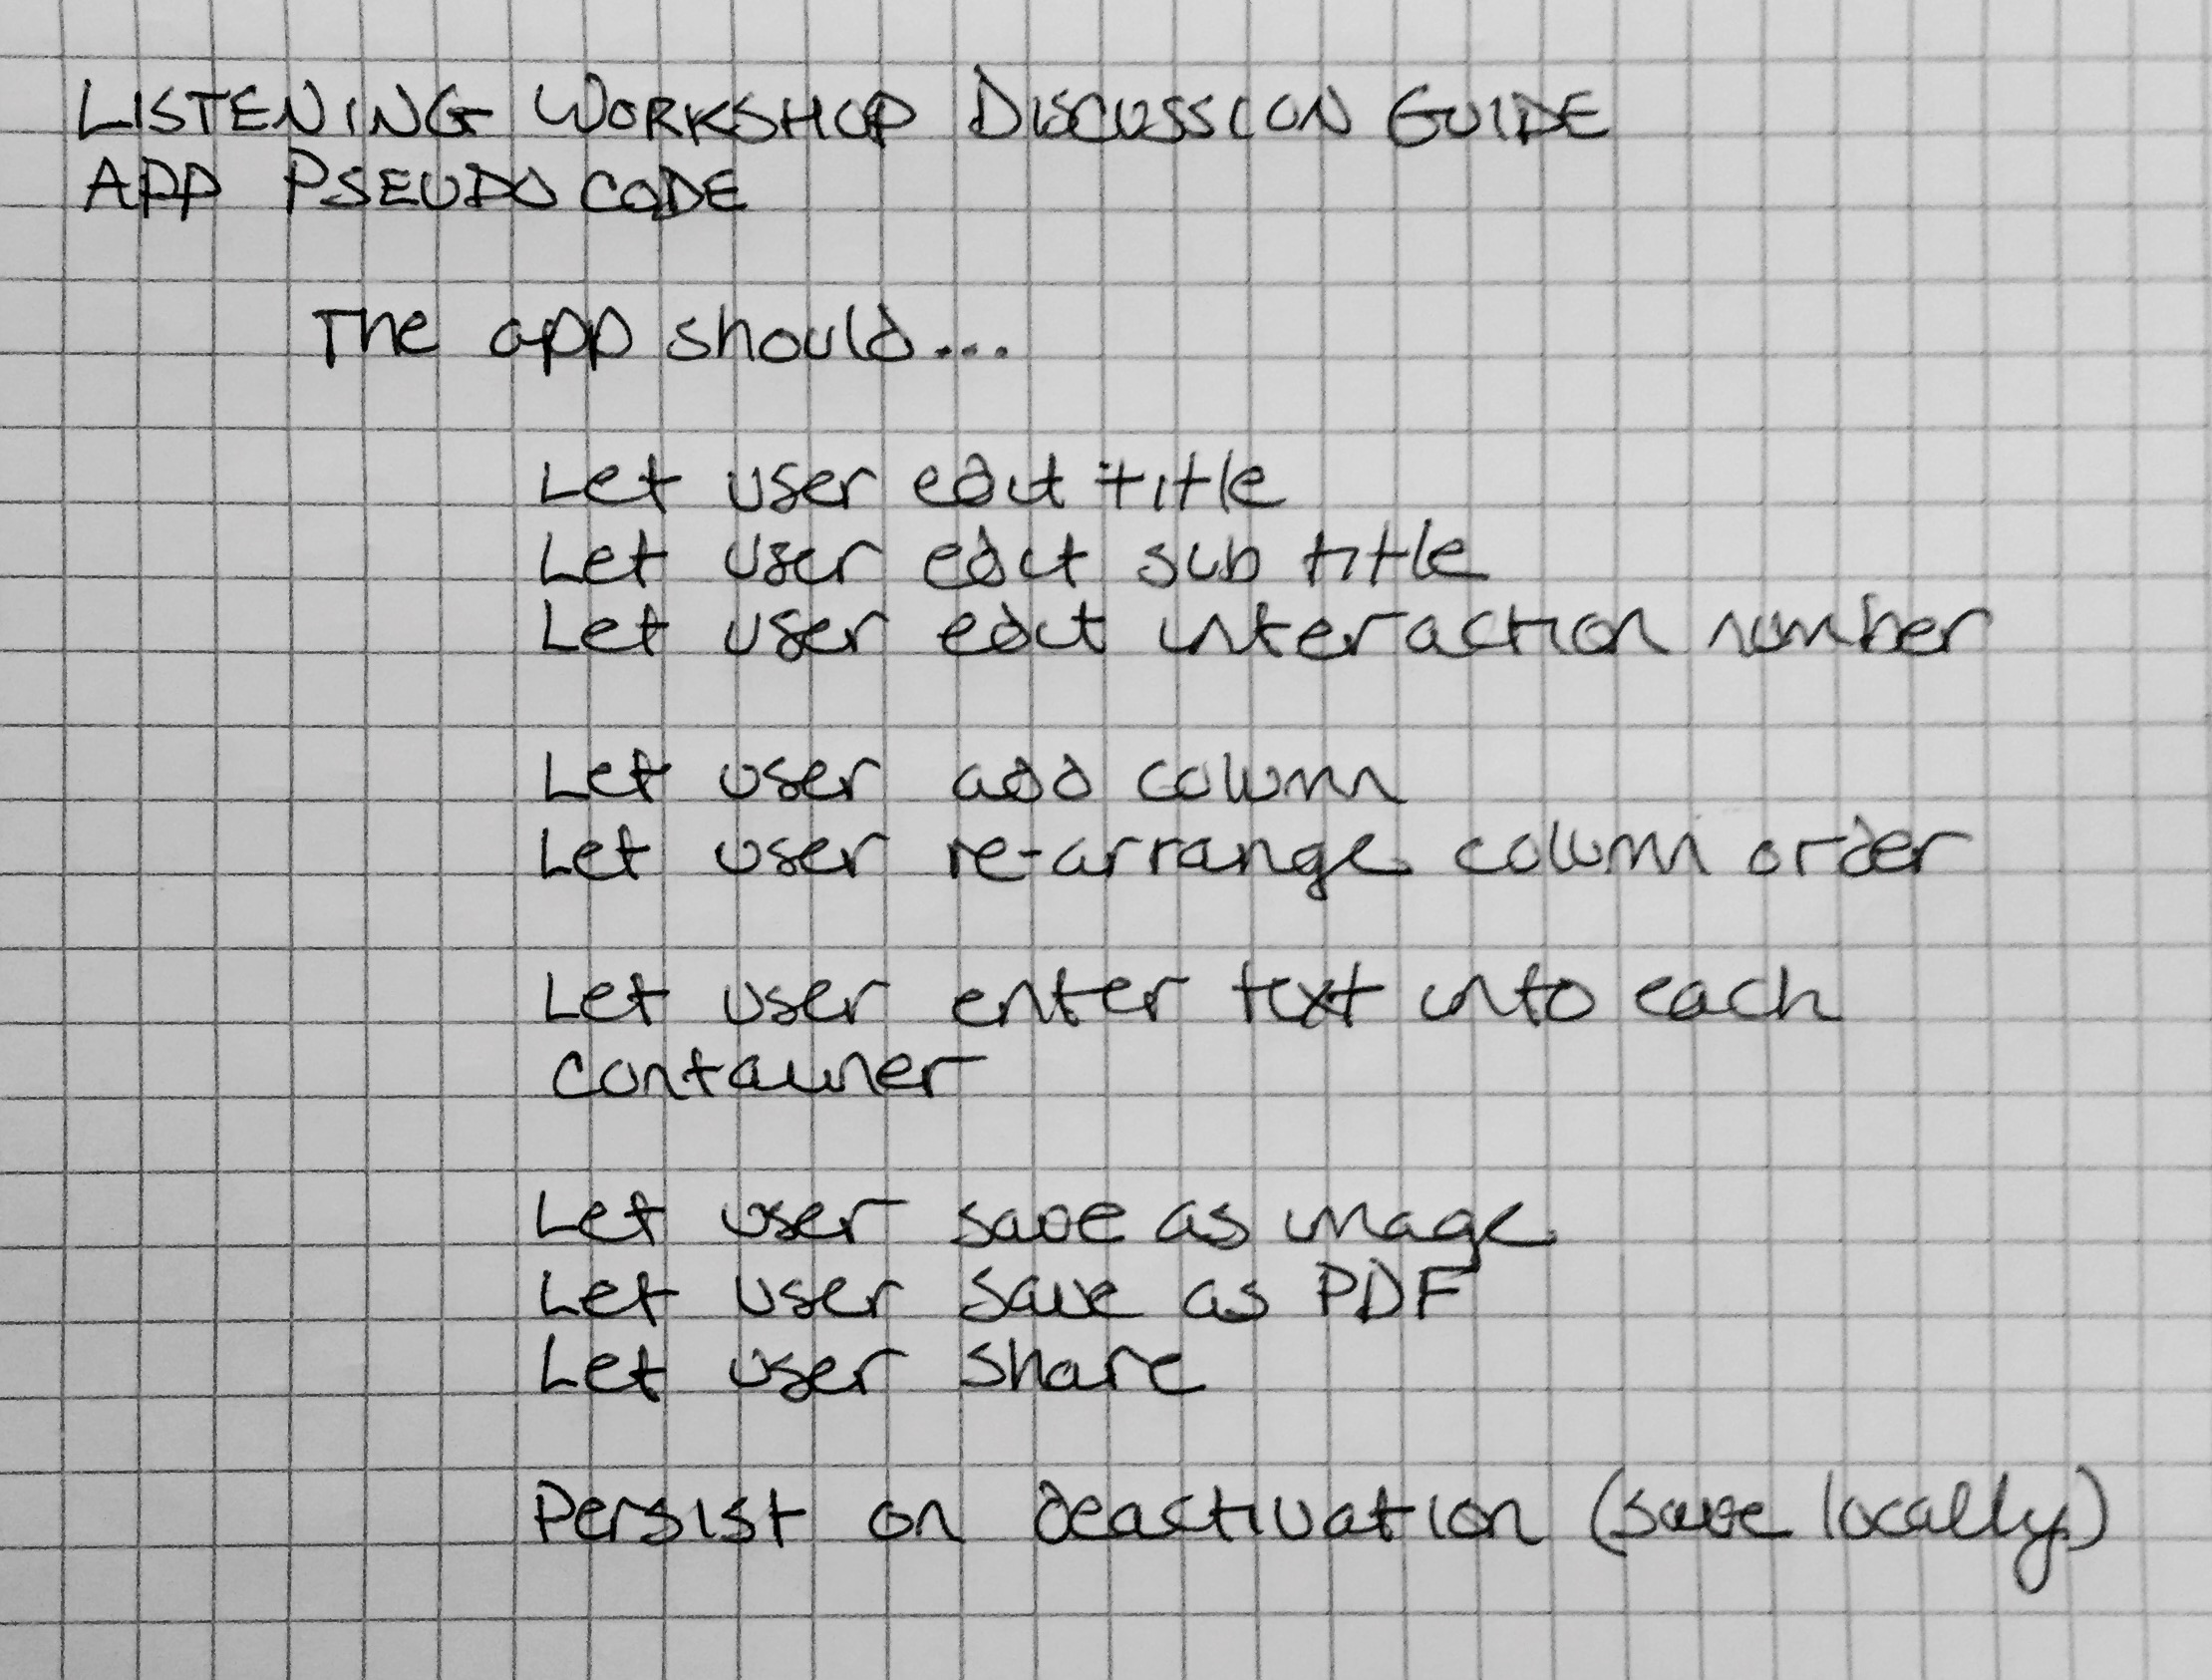 LISTENING WORKSHOP DISCUSSION GUIDE
APP PSEUDO CODE
The app should...
Let user edit title
Let user edit sub title
Let user edit interaction number
Let user add column
Let user re-arrange column order
Let user enter text into each
container
Let user save as image
Let user save as PDF
Let user share
Persist on deactivation (save locally)